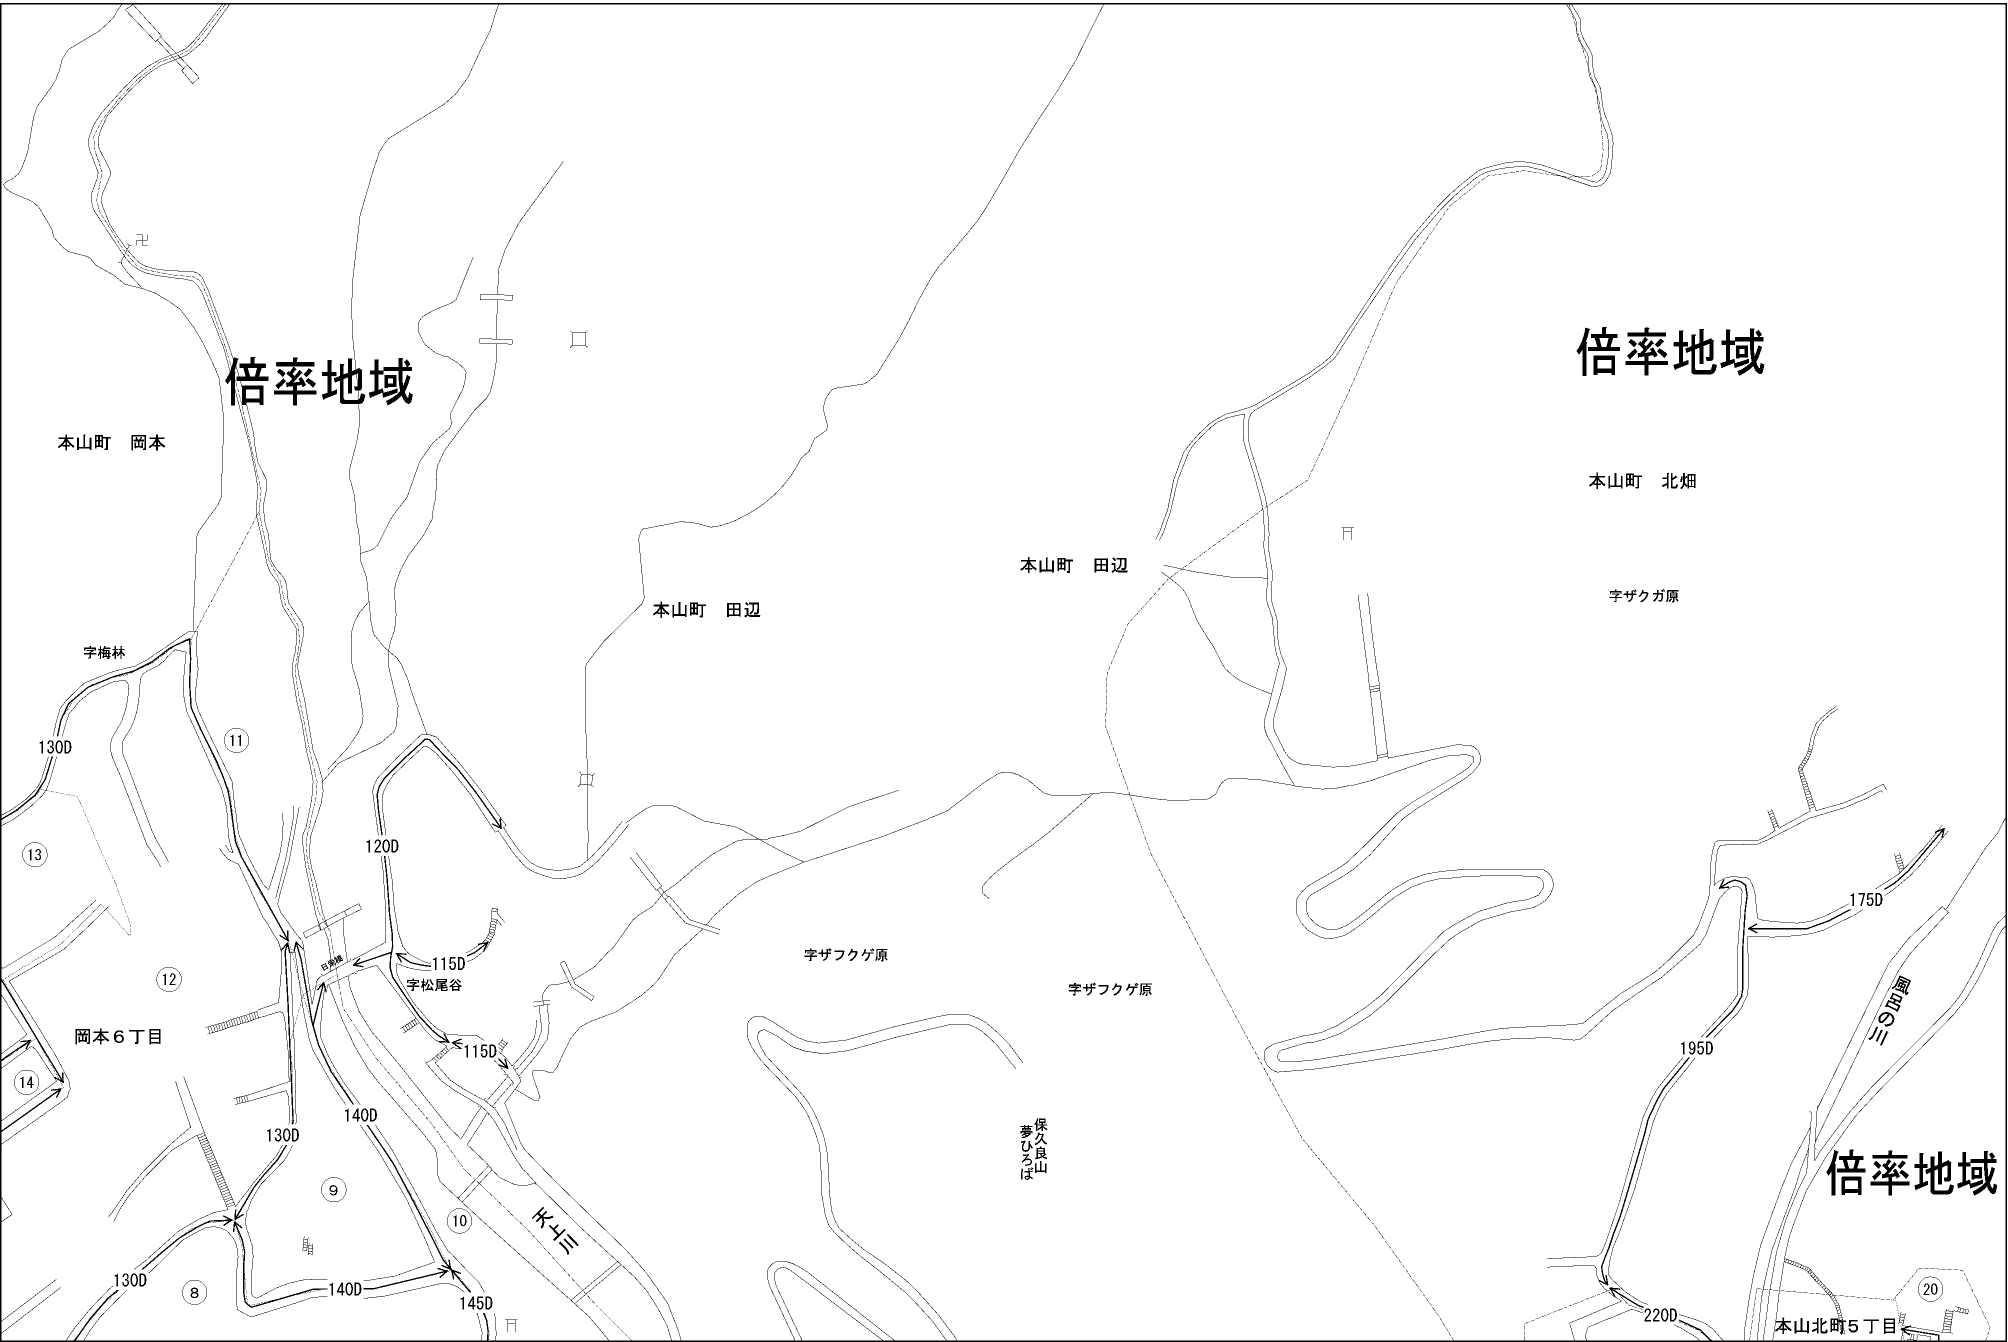 倍率地域
倍率地域
本山町　岡本
本山町　北畑
本山町　田辺
字ザクガ原
本山町　田辺
字梅林
11
130D
120D
13
175D
字ザフクゲ原
115D
12
字松尾谷
字ザフクゲ原
風呂の川
岡本６丁目
195D
115D
14
140D
130D
保久良山
夢ひろば
倍率地域
9
10
天上川
130D
8
140D
145D
20
220D
本山北町５丁目